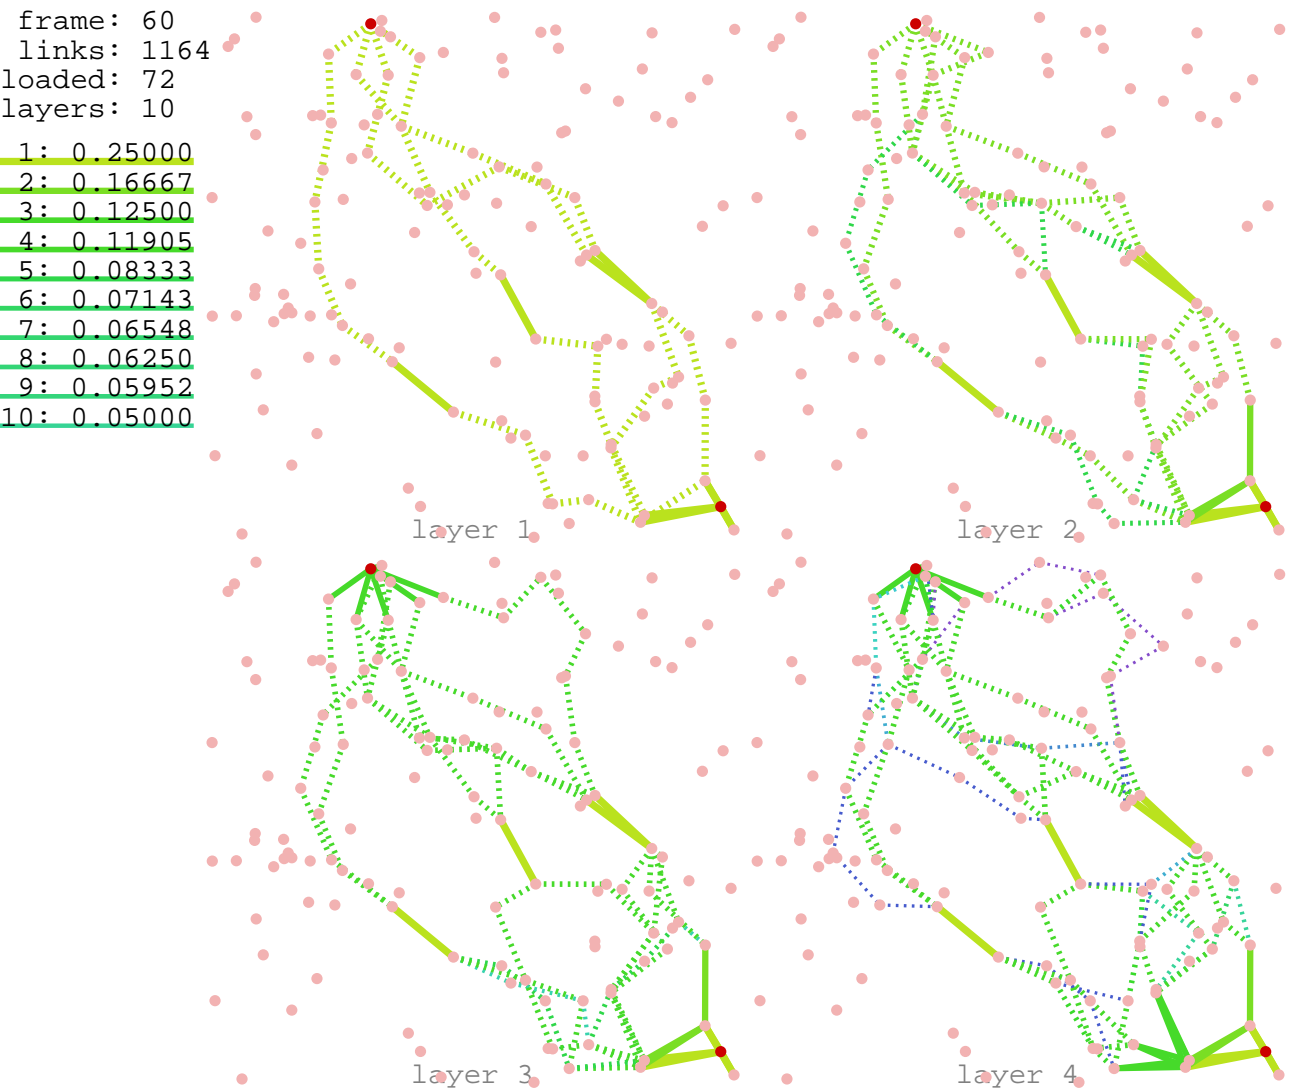 frame: 60
links: 1164
loaded: 72
layers: 10
1: 0.25000
2: 0.16667
3: 0.12500
4: 0.11905
5: 0.08333
6: 0.07143
7: 0.06548
8: 0.06250
9: 0.05952
10: 0.05000
layer 1
layer 2
layer 3
layer 4